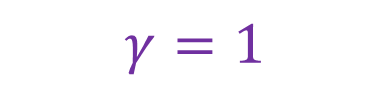 γ = 1